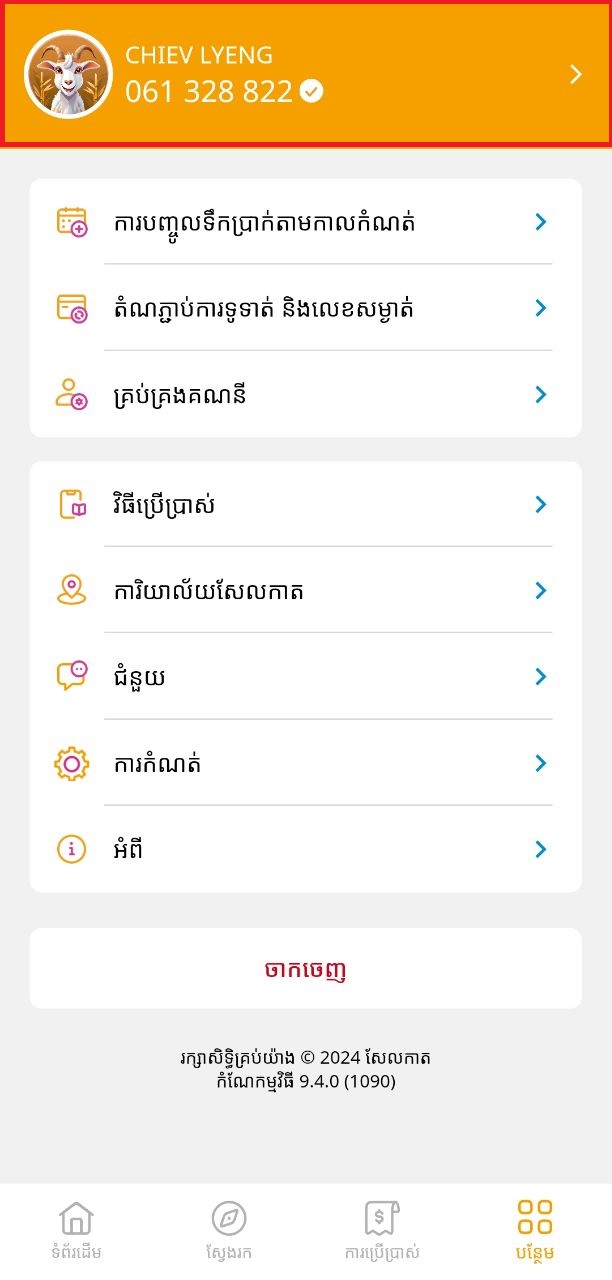 CHIEV LYENG
061 328 822
ការបញ្ចូលទឹកប្រាក់តាមកាលកំណត់
តំណភ្ជាប់ការទូទាត់ និងលេខសម្ងាត់
គ្រប់គ្រងគណនី
វិធីប្រើប្រាស់
ការិយាល័យសែលកាត
ជំនួយ
ការកំណត់
អំពី
ចាកចេញ
រក្សាសិទ្ធិគ្រប់យ៉ាង © 2024 សែលកាត
កំណែកម្មវិធី 9.4.0 (1090)
ទំព័រដើម
ស្វែងរក
ការប្រើប្រាស់
បន្ថែម